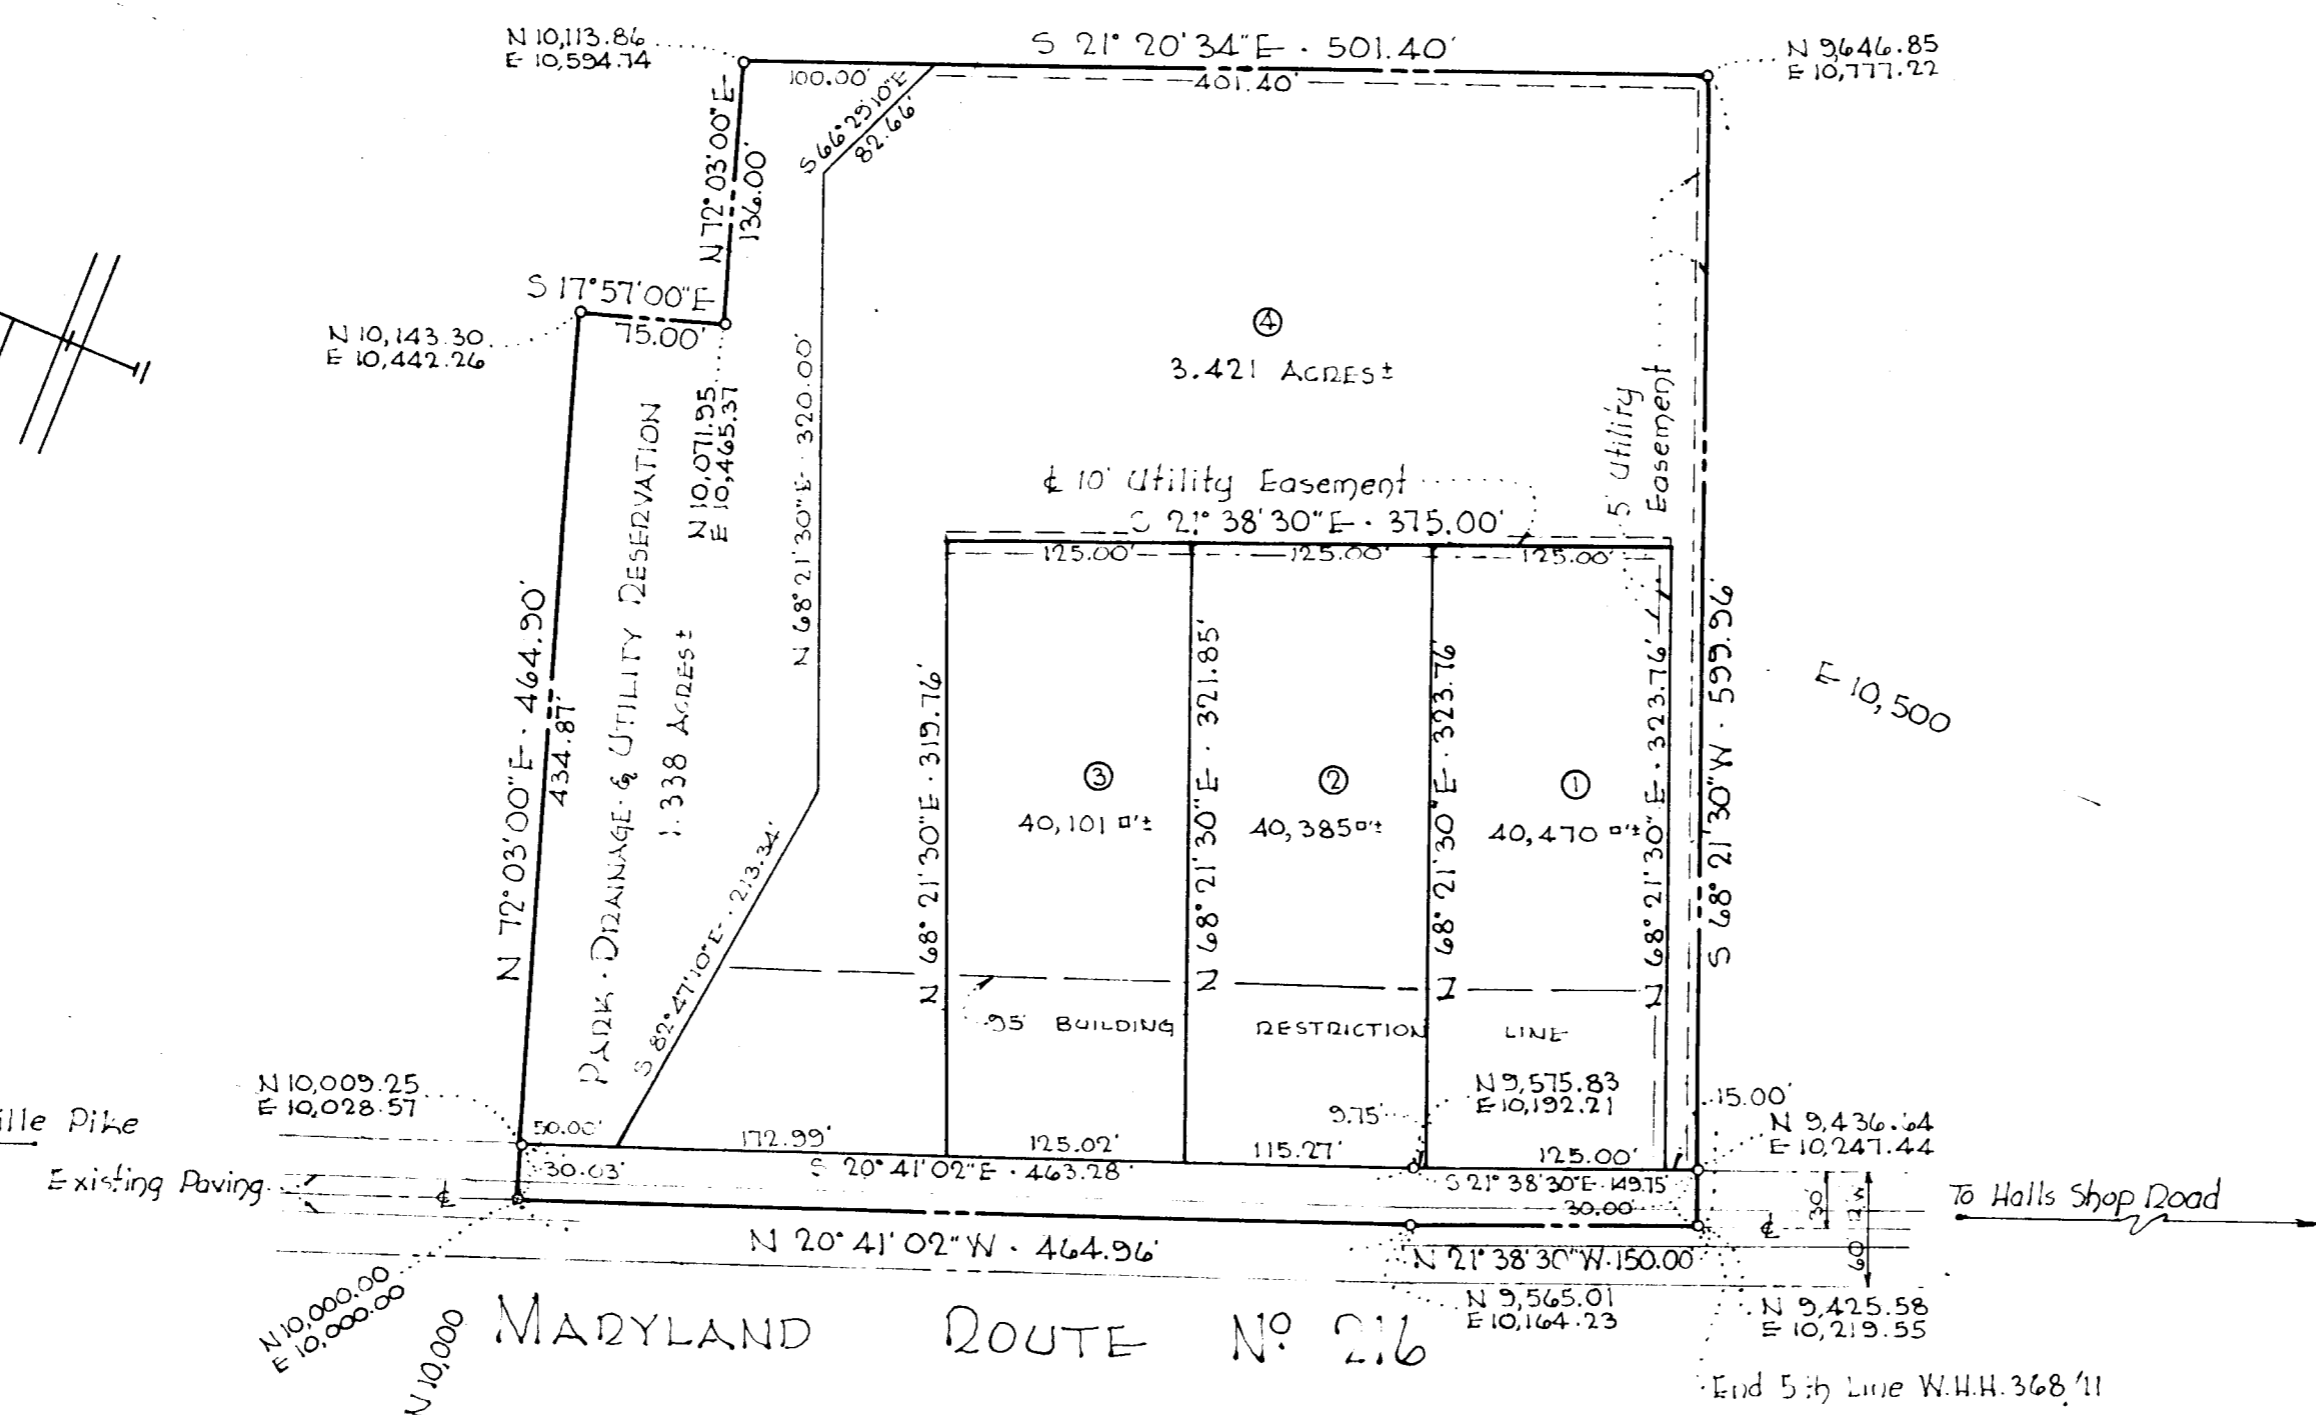 N 10,113.86
E 10,594.74
S 21° 20' 34" E · 501.40'
N 9,646.85
E 10,777.22
100.00'
401.40'
S 66° 29' 10" E
82.66'
N 72° 03' 00" E
136.00'
S 17° 57' 00" E
75.00'
N 10,143.30
E 10,442.26
N 10,071.95
E 10,465.37
④
3.421 ACRES ±
N 68° 21' 30" E · 320.00'
5' Utility
Easement
℄ 10' Utility Easement
S 21° 38' 30" E · 375.00'
125.00'
125.00'
125.00'
N 72° 03' 00" E · 464.90'
434.87'
PARK · DRAINAGE · & UTILITY RESERVATION
1.338 ACRES ±
S 82° 47' 10" E · 213.34'
N 68° 21' 30" E · 319.76'
N 68° 21' 30" E · 321.85'
N 68° 21' 30" E · 323.76'
N 68° 21' 30" E · 323.76'
S 68° 21' 30" W · 599.96'
E 10,500
③
40,101 □' ±
②
40,385 □' ±
①
40,470 □' ±
95' BUILDING RESTRICTION LINE
N 10,009.25
E 10,028.57
N 9,575.83
E 10,192.21
9.75'
15.00'
N 9,436.64
E 10,247.44
ille Pike
50.00'
172.99'
125.02'
115.27'
125.00'
Existing Paving
℄
30.03'
S 20° 41' 02" E · 463.28'
S 21° 38' 30" E · 149.75'
30.00'
30'
60' R/W
℄
To Halls Shop Road
N 20° 41' 02" W · 464.96'
N 21° 38' 30" W · 150.00'
N 10,000.00
E 10,000.00
N 10,000
MARYLAND ROUTE Nº 216
N 9,565.01
E 10,164.23
N 9,425.58
E 10,219.55
End 5th Line W.H.H. 368/11